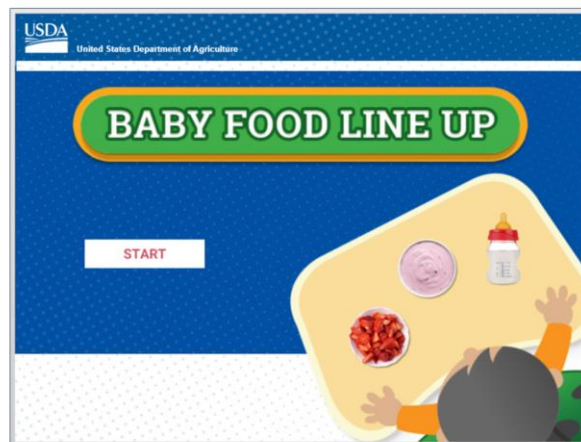 USDA
United States Department of Agriculture
BABY FOOD LINE UP
START